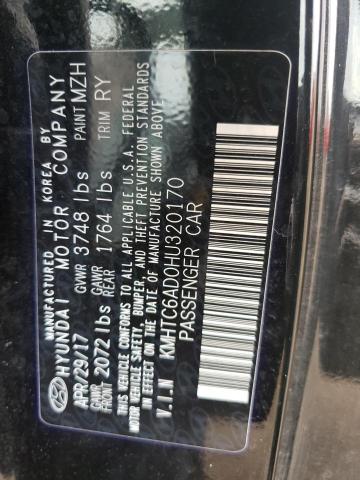 MANUFACTURED IN KOREA BY
HYUNDAI MOTOR COMPANY
APR/29/17 GVWR 3748 lbs PAINT MZH
GAWR FRONT 2072 lbs GAWR REAR 1764 lbs TRIM RY
THIS VEHICLE CONFORMS TO ALL APPLICABLE U.S.A. FEDERAL
MOTOR VEHICLE SAFETY, BUMPER, AND THEFT PREVENTION STANDARDS
IN EFFECT ON THE DATE OF MANUFACTURE SHOWN ABOVE
V.I.N KMHTC6AD0HU320170
PASSENGER CAR